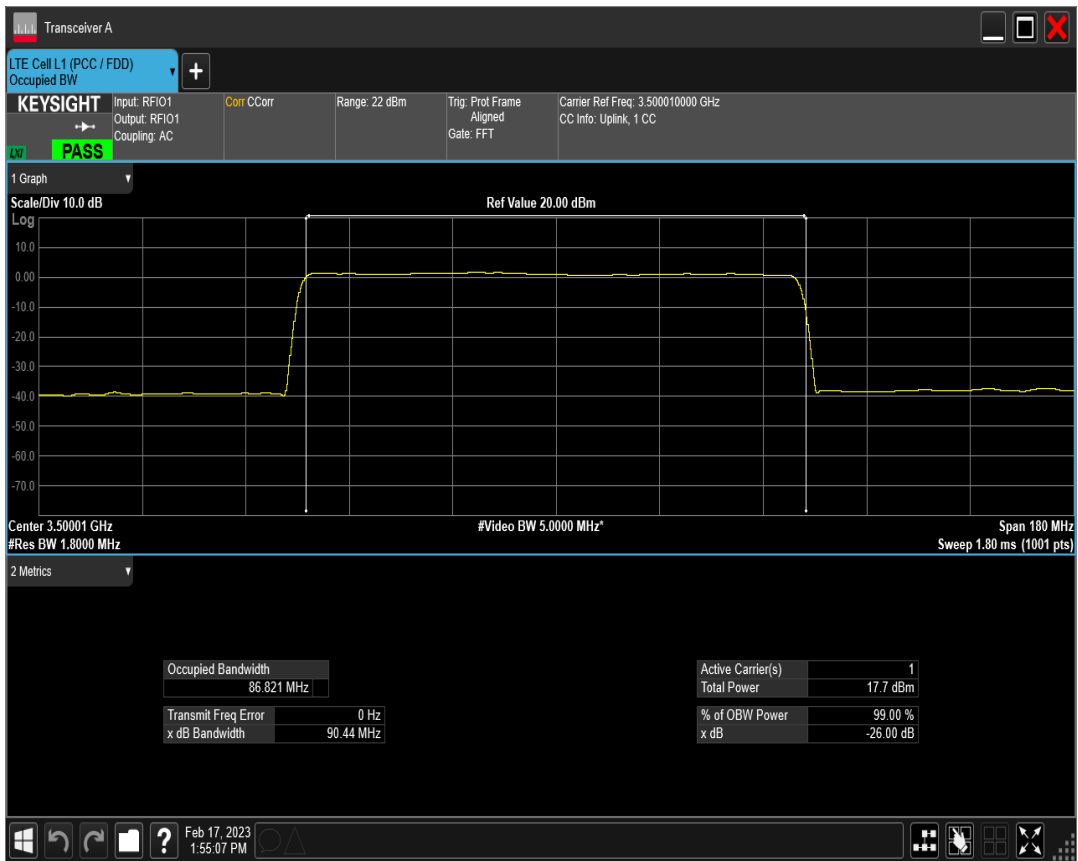 Transceiver A
LTE Cell L1 (PCC / FDD)
Occupied BW
KEYSIGHT
LXI
PASS
Input: RFIO1
Output: RFIO1
Coupling: AC
Corr CCorr
Range: 22 dBm
Trig: Prot Frame
Aligned
Gate: FFT
Carrier Ref Freq: 3.500010000 GHz
CC Info: Uplink, 1 CC
1 Graph
Scale/Div 10.0 dB
Ref Value 20.00 dBm
Log
10.0
0.00
-10.0
-20.0
-30.0
-40.0
-50.0
-60.0
-70.0
Center 3.50001 GHz
#Video BW 5.0000 MHz*
Span 180 MHz
#Res BW 1.8000 MHz
Sweep 1.80 ms (1001 pts)
2 Metrics
Occupied Bandwidth
86.821 MHz
Transmit Freq Error 0 Hz
x dB Bandwidth 90.44 MHz
Active Carrier(s) 1
Total Power 17.7 dBm
% of OBW Power 99.00 %
x dB -26.00 dB
?
Feb 17, 2023
1:55:07 PM